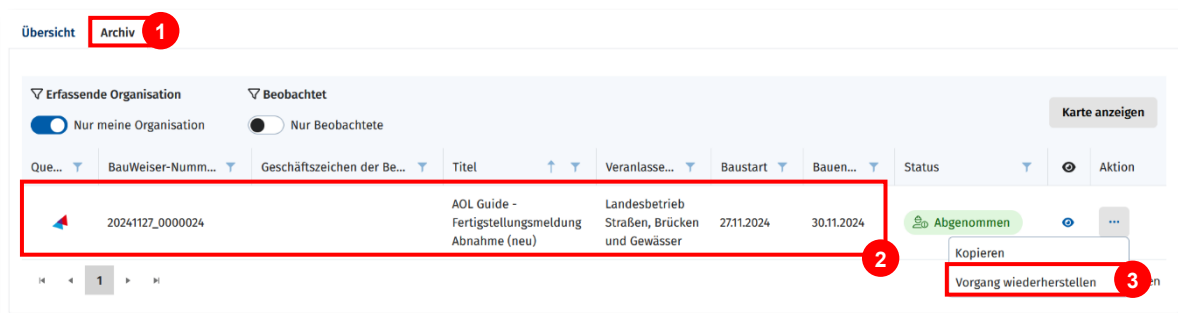 Übersicht Archiv 1
Erfassende Organisation Beobachtet
Nur meine Organisation Nur Beobachtete Karte anzeigen
Que... BauWeiser-Numm... Geschäftszeichen der Be... Titel Veranlasse... Baustart Bauen... Status Aktion
AOL Guide - Landesbetrieb
20241127_0000024 Fertigstellungsmeldung Straßen, Brücken 27.11.2024 30.11.2024 Abgenommen ...
Abnahme (neu) und Gewässer
2 Kopieren
1 Vorgang wiederherstellen 3